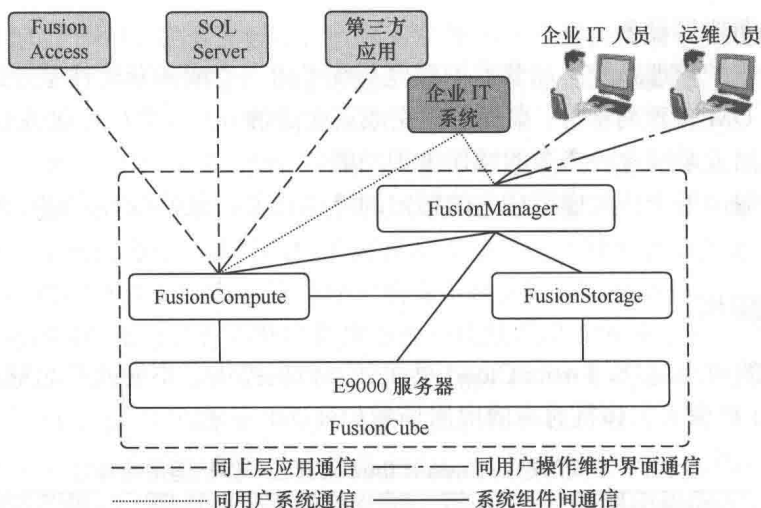 Fusion
Access
SQL
Server
第三方
应用
企业 IT
系统
企业 IT 人员
运维人员
FusionManager
FusionCompute
FusionStorage
E9000 服务器
FusionCube
同上层应用通信
同用户操作维护界面通信
同用户系统通信
系统组件间通信